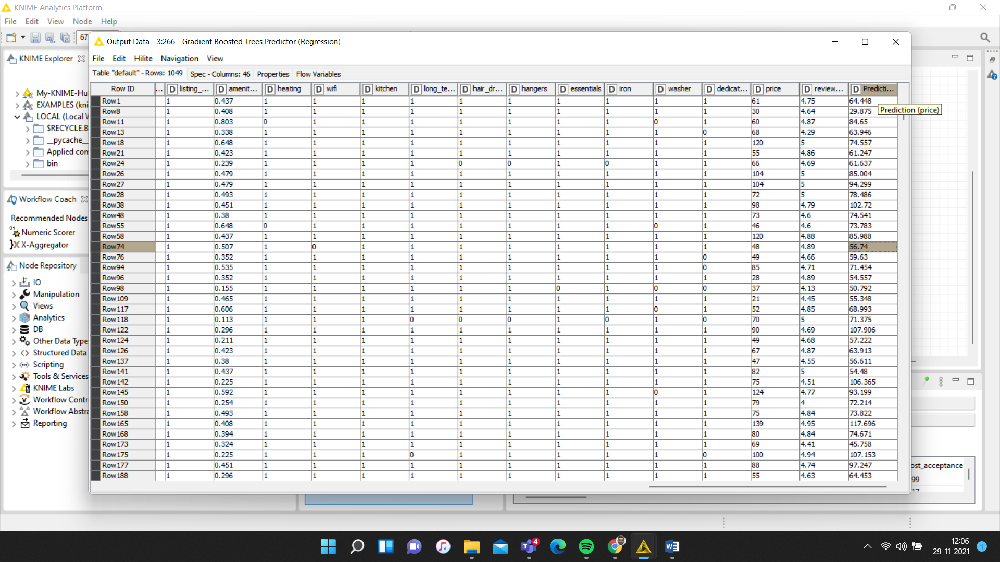 KNIME Analytics Platform
File Edit View Node Help
67
KNIME Explorer
My-KNIME-Hu
EXAMPLES (kni
LOCAL (Local W
$RECYCLE.B
__pycache__
Applied con
bin
Workflow Coach
Recommended Nodes
Numeric Scorer
X-Aggregator
Node Repository
IO
Manipulation
Views
Analytics
DB
Other Data Type
Structured Data
Scripting
Tools & Services
KNIME Labs
Workflow Contr
Workflow Abstra
Reporting
Output Data - 3:266 - Gradient Boosted Trees Predictor (Regression)
File Edit Hilite Navigation View
Table "default" - Rows: 1049 Spec - Columns: 46 Properties Flow Variables
Row ID ... D listing_... D amenit... D heating D wifi D kitchen D long_te... D hair_dr... D hangers D essentials D iron D washer D dedicat... D price D review... D Predicti...
Row1 1 0.437 1 1 1 1 1 1 1 1 1 1 61 4.75 64.448
Row8 1 0.408 1 1 1 1 1 1 1 1 1 1 30 4.64 29.875
Prediction (price)
Row11 1 0.803 0 1 1 1 1 1 1 1 0 1 60 4.87 84.65
Row13 1 0.338 1 1 1 1 1 1 1 1 1 0 68 4.29 63.946
Row18 1 0.648 1 1 1 1 1 1 1 1 1 1 120 5 74.557
Row21 1 0.423 1 1 1 1 1 1 1 1 1 1 55 4.86 61.247
Row24 1 0.239 1 1 1 1 0 0 1 0 1 1 66 4.69 61.637
Row26 1 0.479 1 1 1 1 1 1 1 1 1 1 104 5 85.004
Row27 1 0.479 1 1 1 1 1 1 1 1 1 1 104 5 94.299
Row28 1 0.493 1 1 1 1 1 1 1 1 1 1 72 5 78.486
Row38 1 0.451 1 1 1 1 1 1 1 1 1 1 98 4.79 102.72
Row48 1 0.38 1 1 1 1 1 1 1 1 1 1 73 4.6 74.541
Row55 1 0.648 0 1 1 1 1 1 1 1 0 1 46 4.6 73.783
Row58 1 0.437 1 1 1 1 1 1 1 1 1 1 120 4.88 85.988
Row74 1 0.507 1 0 1 1 1 1 1 1 1 1 48 4.89 56.74
Row76 1 0.352 1 1 1 1 1 1 1 1 1 0 49 4.66 59.63
Row94 1 0.535 1 1 1 1 1 1 1 1 1 0 85 4.71 71.454
Row96 1 0.352 1 1 1 1 1 1 1 1 1 1 28 4.89 54.557
Row98 1 0.155 1 1 1 1 1 1 0 1 0 0 37 4.13 50.792
Row109 1 0.465 1 1 1 1 1 1 1 1 1 1 21 4.45 55.348
Row117 1 0.606 1 1 1 1 1 1 1 1 0 1 52 4.85 68.993
Row118 1 0.113 1 1 1 0 0 0 1 0 1 0 70 5 71.375
Row122 1 0.296 1 1 1 1 1 1 1 1 1 1 90 4.69 107.906
Row124 1 0.211 1 1 1 1 1 1 1 1 1 1 49 4.68 57.222
Row126 1 0.423 1 1 1 1 1 1 1 1 1 1 67 4.87 63.913
Row137 1 0.38 1 1 1 1 1 1 1 1 1 1 47 4.55 56.611
Row141 1 0.437 1 1 1 1 1 1 1 1 1 1 82 5 54.48
Row142 1 0.225 1 1 1 1 1 1 1 1 1 1 75 4.51 106.365
Row145 1 0.592 1 1 1 1 1 1 1 1 0 1 124 4.77 93.199
Row150 1 0.254 1 1 1 1 1 1 1 1 1 1 79 4 72.214
Row158 1 0.493 1 1 1 1 1 1 1 1 1 1 75 4.84 73.822
Row165 1 0.408 1 1 1 1 1 1 1 1 1 1 139 4.95 117.696
Row168 1 0.394 1 1 1 1 1 1 1 1 1 1 80 4.84 74.671
Row173 1 0.324 1 1 1 1 1 1 1 1 1 1 69 4.41 45.758
Row175 1 0.225 1 1 1 0 1 1 1 1 1 0 100 4.94 107.153
Row177 1 0.451 1 1 1 1 1 1 1 1 1 1 88 4.74 97.247
Row188 1 0.296 1 1 1 1 1 1 1 1 1 1 55 4.63 64.453
ost_acceptance
99
4
12:06
29-11-2021
1